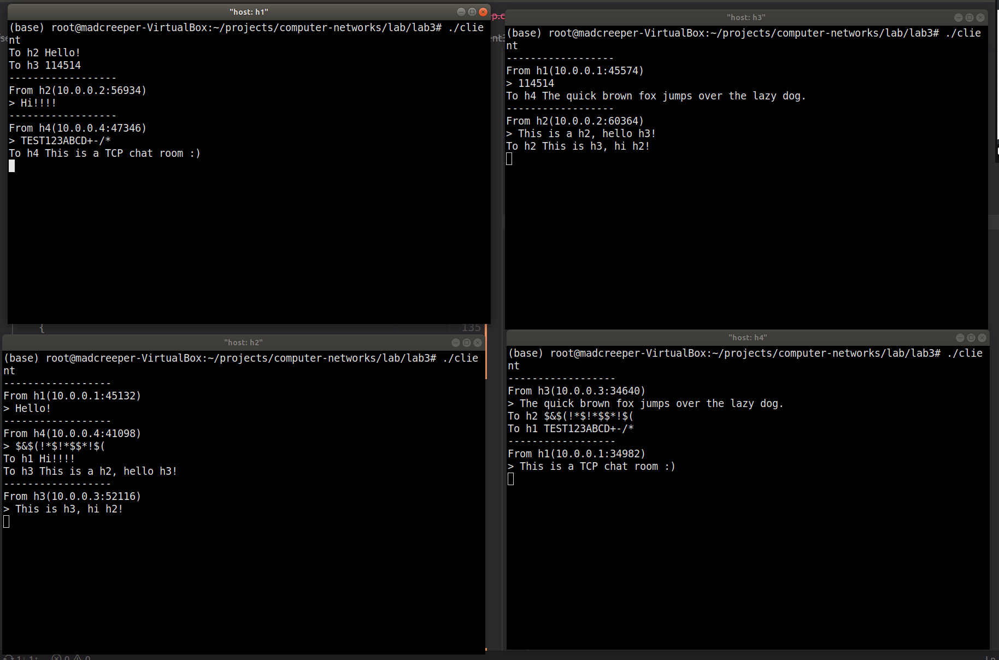 "host: h1"
(base) root@madcreeper-VirtualBox:~/projects/computer-networks/lab/lab3# ./clie
nt
To h2 Hello!
To h3 114514
------------------
From h2(10.0.0.2:56934)
> Hi!!!!
------------------
From h4(10.0.0.4:47346)
> TEST123ABCD+-/*
To h4 This is a TCP chat room :)
"host: h3"
(base) root@madcreeper-VirtualBox:~/projects/computer-networks/lab/lab3# ./clie
nt
------------------
From h1(10.0.0.1:45574)
> 114514
To h4 The quick brown fox jumps over the lazy dog.
------------------
From h2(10.0.0.2:60364)
> This is a h2, hello h3!
To h2 This is h3, hi h2!
{
135
"host: h2"
(base) root@madcreeper-VirtualBox:~/projects/computer-networks/lab/lab3# ./clie
nt
------------------
From h1(10.0.0.1:45132)
> Hello!
------------------
From h4(10.0.0.4:41098)
> $&$(!*$!*$$*!$(
To h1 Hi!!!!
To h3 This is a h2, hello h3!
------------------
From h3(10.0.0.3:52116)
> This is h3, hi h2!
"host: h4"
(base) root@madcreeper-VirtualBox:~/projects/computer-networks/lab/lab3# ./clie
nt
------------------
From h3(10.0.0.3:34640)
> The quick brown fox jumps over the lazy dog.
To h2 $&$(!*$!*$$*!$(
To h1 TEST123ABCD+-/*
------------------
From h1(10.0.0.1:34982)
> This is a TCP chat room :)